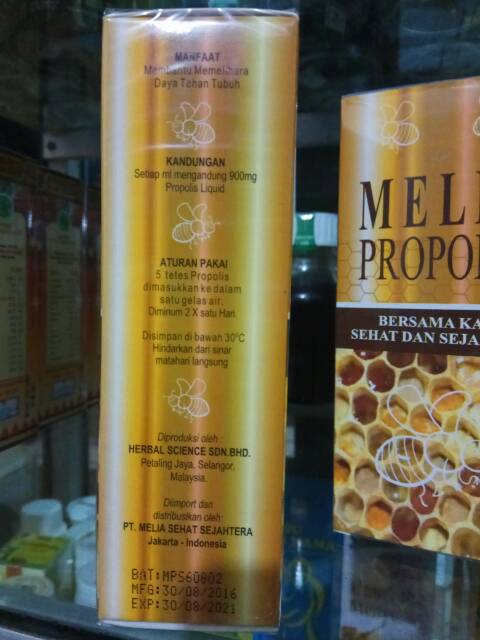 MANFAAT
Membantu Memelihara
Daya Tahan Tubuh
KANDUNGAN
Setiap ml mengandung 900mg
Propolis Liquid
ATURAN PAKAI
5 tetes Propolis
dimasukkan ke dalam
satu gelas air.
Diminum 2 X satu Hari.
Disimpan di bawah 30°C
Hindarkan dari sinar
matahari langsung
Diproduksi oleh :
HERBAL SCIENCE SDN.BHD.
Petaling Jaya, Selangor,
Malaysia.
Diimport dan
distribusikan oleh:
PT. MELIA SEHAT SEJAHTERA
Jakarta - Indonesia
BAT:MPS60802
MFG:30/08/2016
EXP:30/08/2021
MELI
PROPOL
BERSAMA KA
SEHAT DAN SEJA